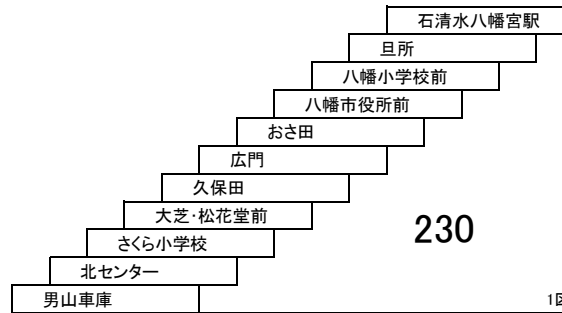 石清水八幡宮駅
旦所
八幡小学校前
八幡市役所前
おさ田
広門
久保田
大芝・松花堂前
230
さくら小学校
北センター
男山車庫
1区